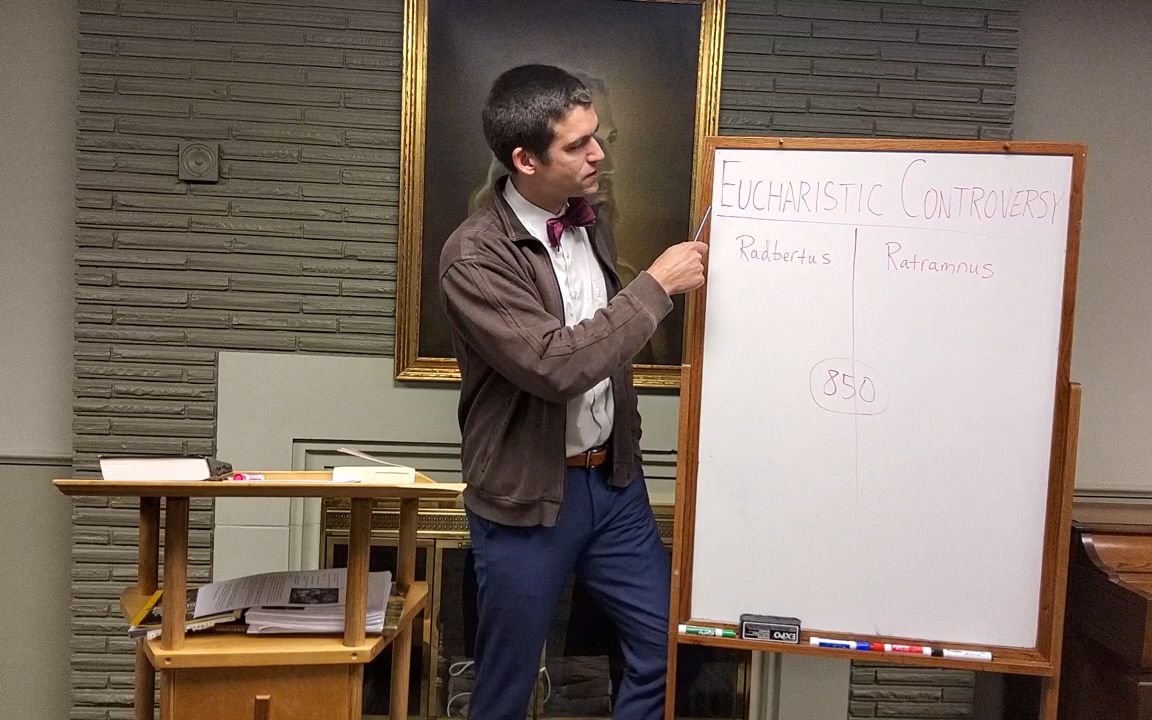 EUCHARISTIC CONTROVERSY
Radbertus
Ratramnus
850
EXPO